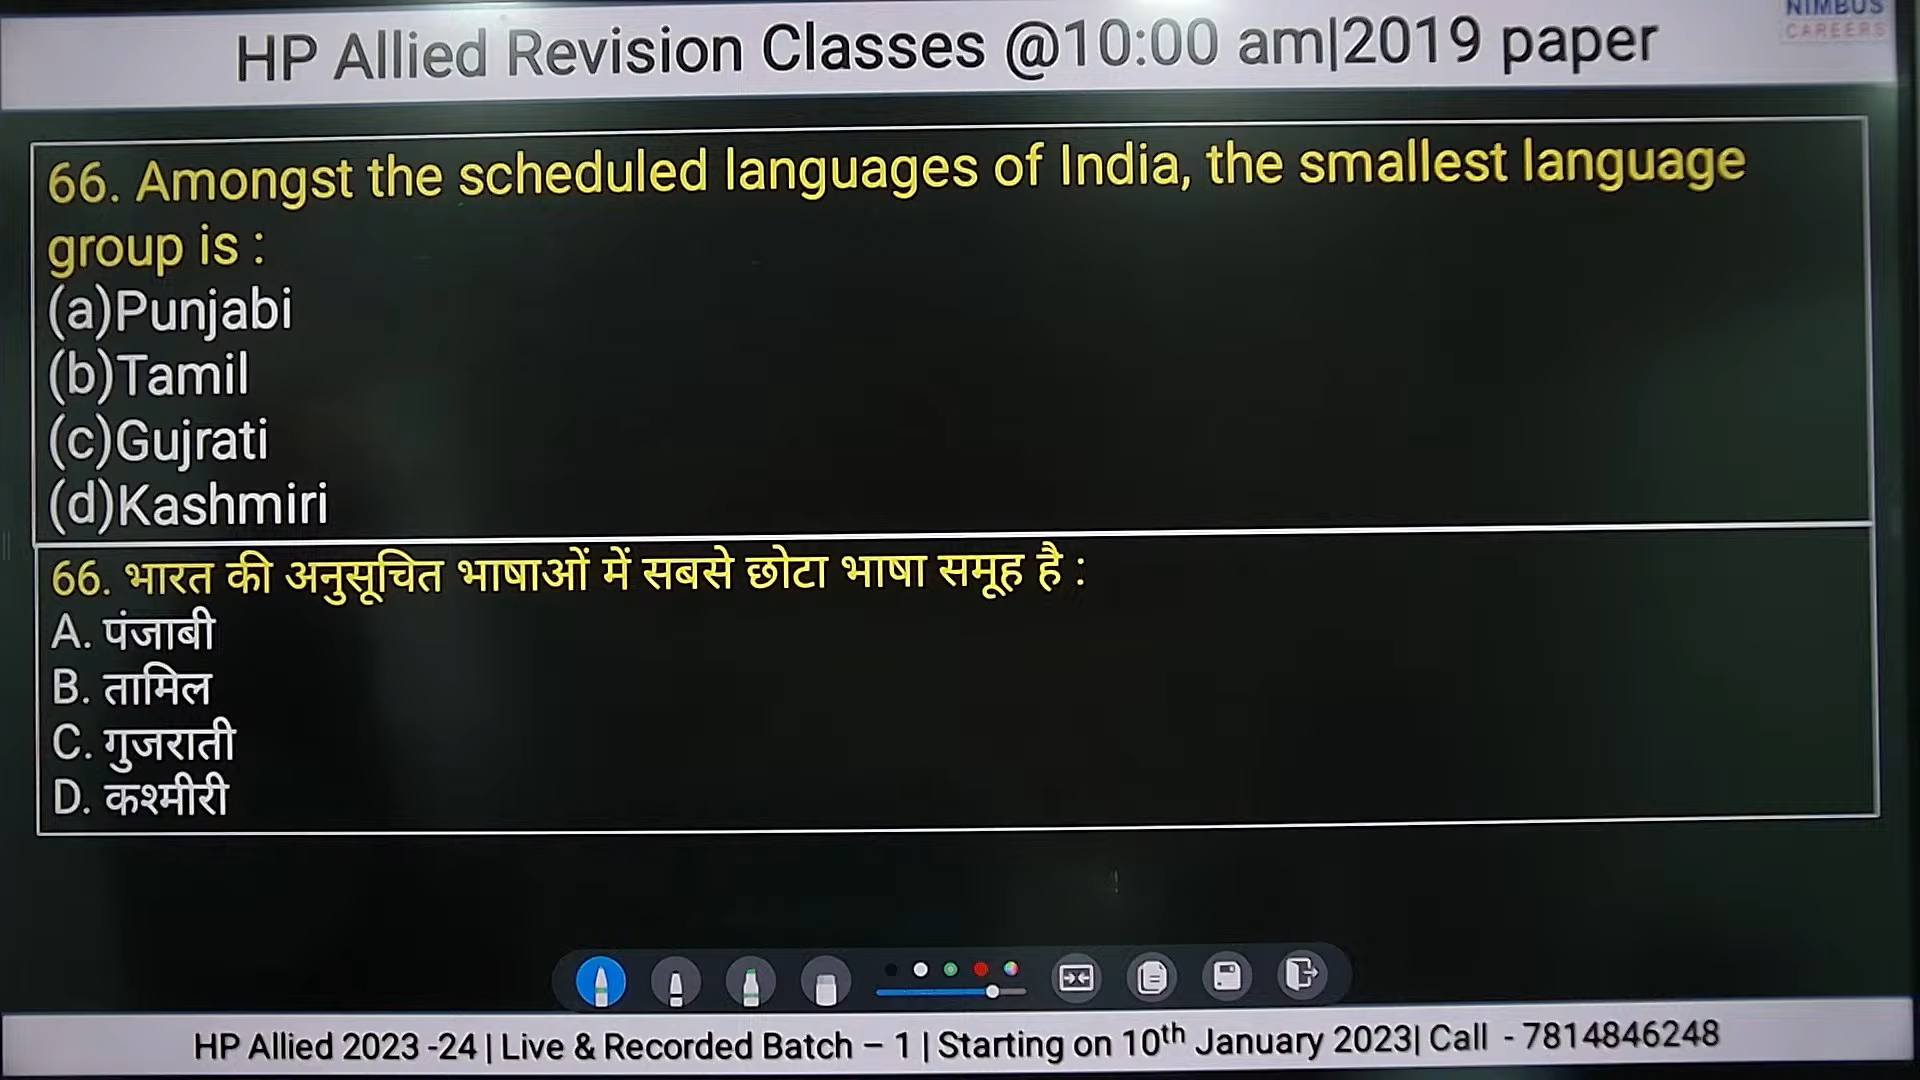 NIMBUS
CAREERS
HP Allied Revision Classes @10:00 am|2019 paper
66. Amongst the scheduled languages of India, the smallest language
group is :
(a)Punjabi
(b)Tamil
(c)Gujrati
(d)Kashmiri
66. भारत की अनुसूचित भाषाओं में सबसे छोटा भाषा समूह है :
A. पंजाबी
B. तामिल
C. गुजराती
D. कश्मीरी
HP Allied 2023 -24 | Live & Recorded Batch – 1 | Starting on 10th January 2023| Call - 7814846248